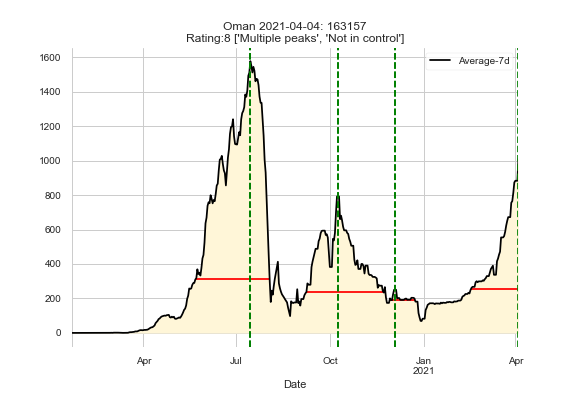 Oman 2021-04-04: 163157
Rating:8 ['Multiple peaks', 'Not in control']
Average-7d
1600
1400
1200
1000
800
600
400
200
0
Apr
Jul
Oct
Jan
2021
Apr
Date